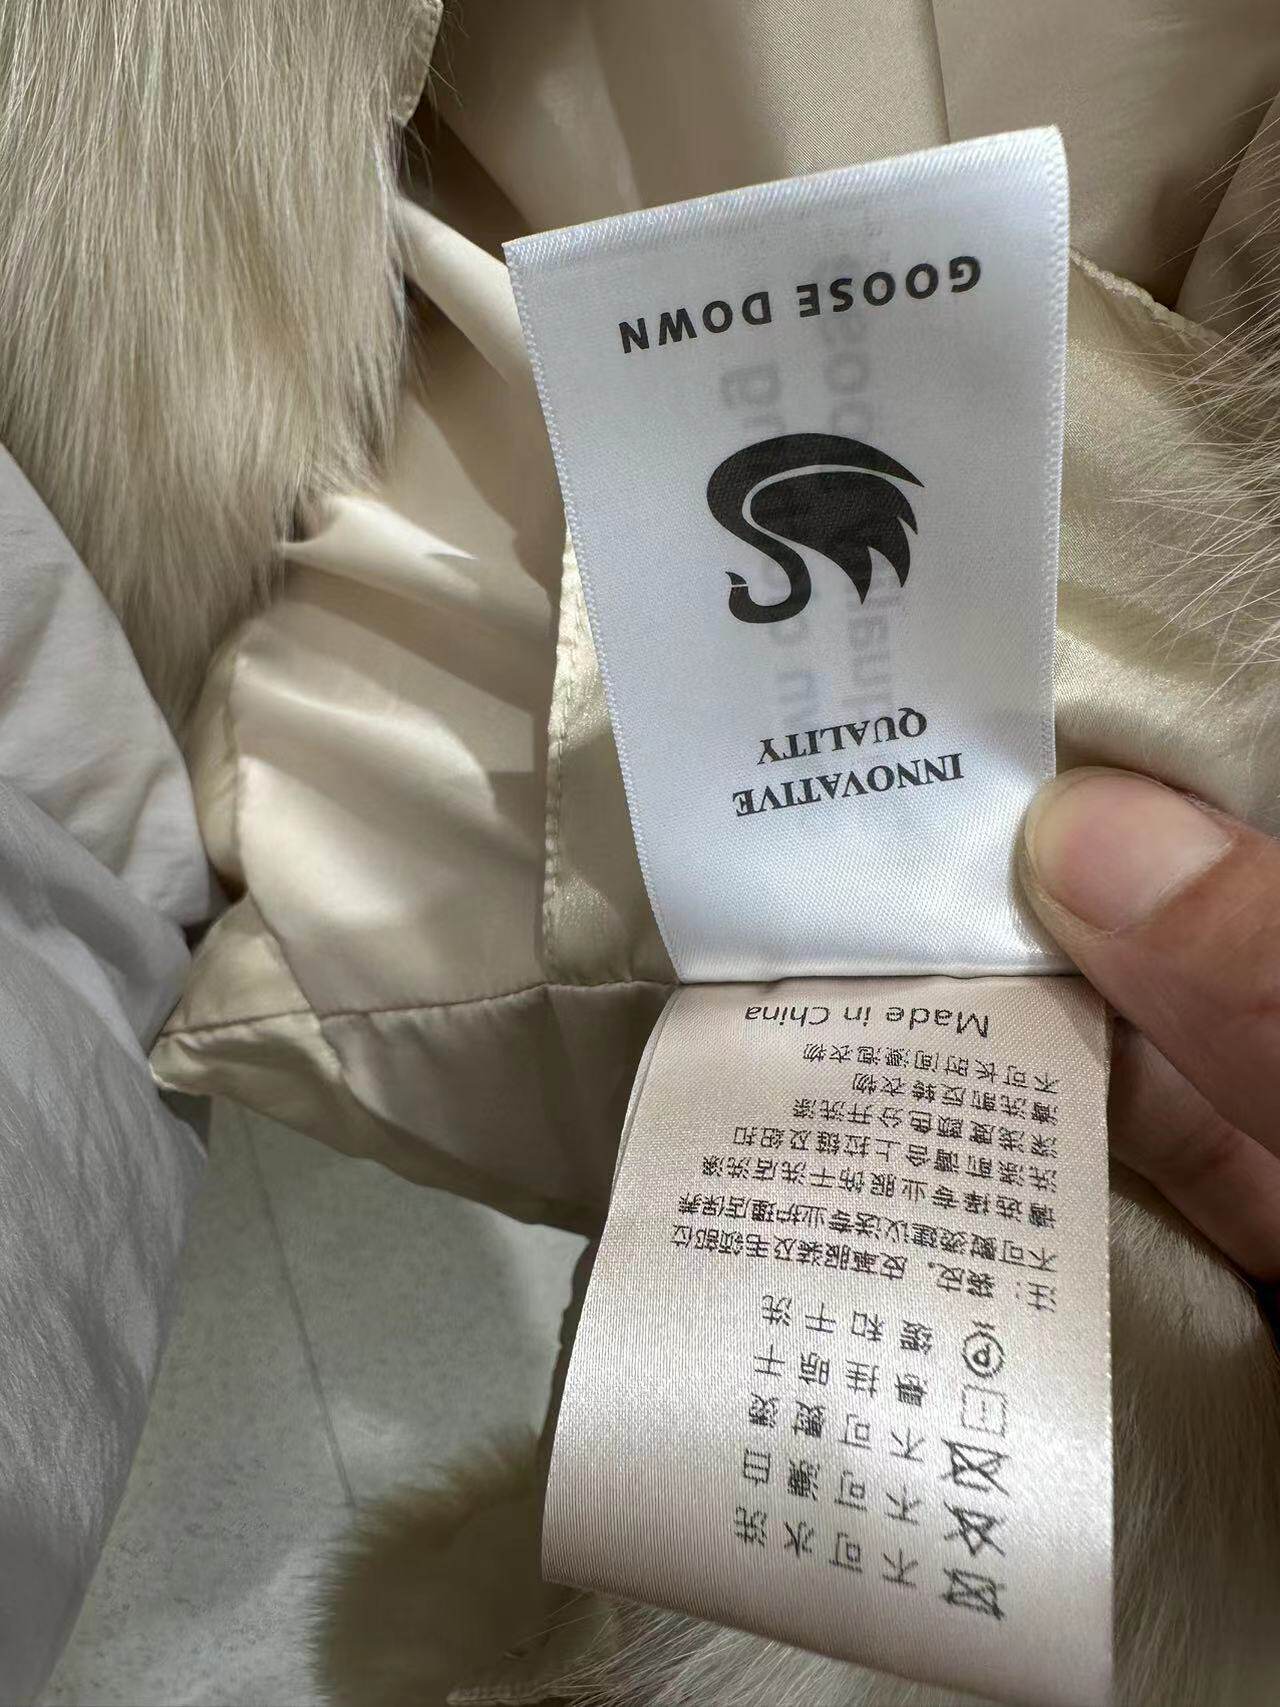 不可水洗
不可漂白
不可熨烫
悬挂晾干
缓和干洗
注：裘皮、皮革服装及毛领部位
不可熨烫建议送专业护理店保养
请选择专业服饰干洗店洗涤
洗涤前请合上拉链及纽扣
深浅颜色分开洗涤
请洗前反转衣物
不可长时间浸泡衣物
Made in China
INNOVATIVE
QUALITY
GOOSE DOWN